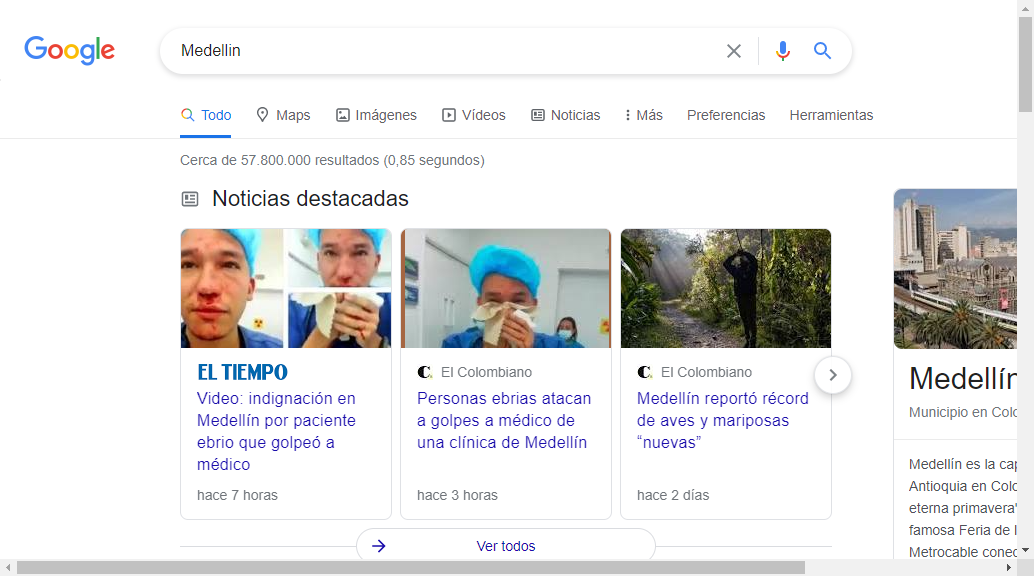 Google
Medellin
Todo
Maps
Imágenes
Vídeos
Noticias
Más
Preferencias
Herramientas
Cerca de 57.800.000 resultados (0,85 segundos)
Noticias destacadas
EL TIEMPO
Video: indignación en
Medellín por paciente
ebrio que golpeó a
médico
hace 7 horas
El Colombiano
Personas ebrias atacan
a golpes a médico de
una clínica de Medellín
hace 3 horas
El Colombiano
Medellín reportó récord
de aves y mariposas
“nuevas”
hace 2 días
Ver todos
Medellín
Municipio en Colo
Medellín es la cap
Antioquia en Colo
eterna primavera"
famosa Feria de l
Metrocable conec